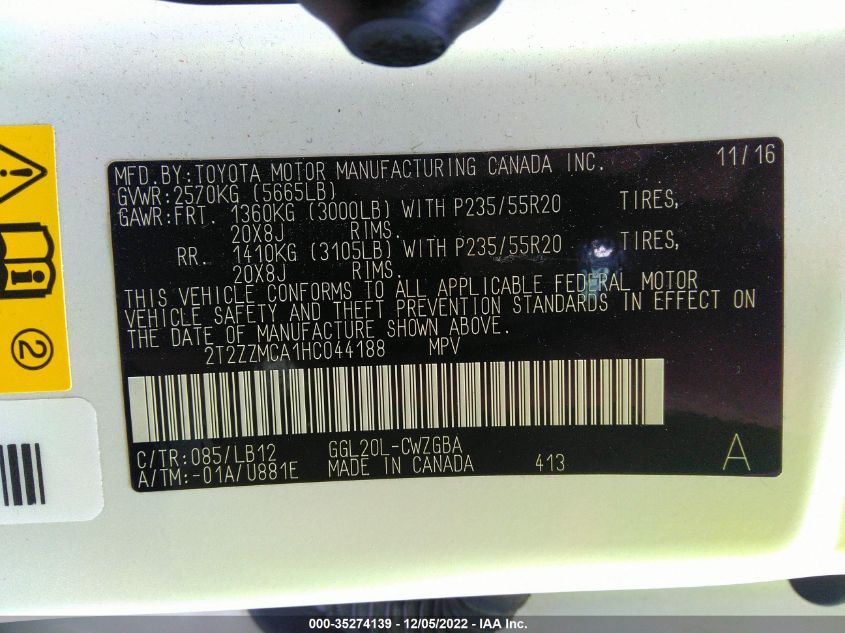 MFD.BY:TOYOTA MOTOR MANUFACTURING CANADA INC. 11/16
GVWR:2570KG (5665LB)
GAWR:FRT. 1360KG (3000LB) WITH P235/55R20 TIRES,
20X8J RIMS.
RR. 1410KG (3105LB) WITH P235/55R20 TIRES,
20X8J RIMS.
THIS VEHICLE CONFORMS TO ALL APPLICABLE FEDERAL MOTOR
VEHICLE SAFETY AND THEFT PREVENTION STANDARDS IN EFFECT ON
THE DATE OF MANUFACTURE SHOWN ABOVE.
2T2ZZMCA1HC044188 MPV
C/TR:085/LB12 GGL20L-CWZGBA
A/TM:-01A/U881E MADE IN CANADA 413 A
2
000-35274139 - 12/05/2022 - IAA Inc.